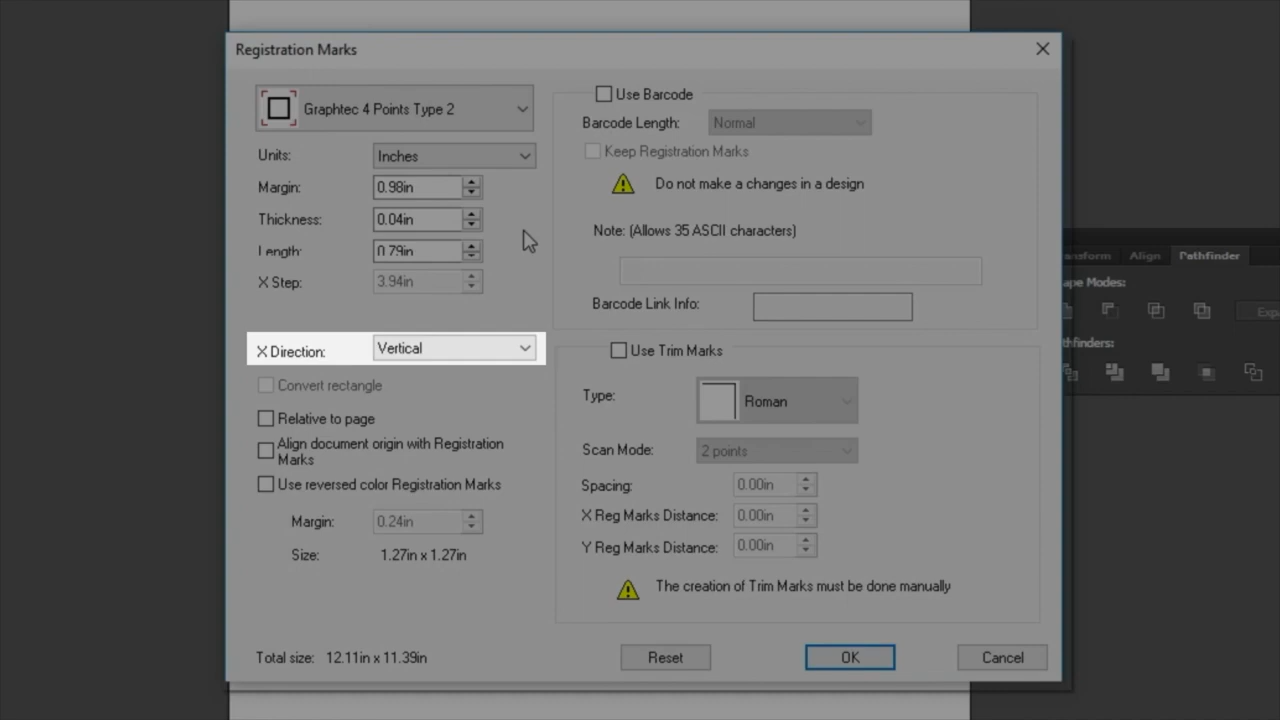 Registration Marks
Graphtec 4 Points Type 2
Units: Inches
Margin: 0.98in
Thickness: 0.04in
Length: 0.79in
X Step: 3.94in
X Direction: Vertical
Convert rectangle
Relative to page
Align document origin with Registration
Marks
Use reversed color Registration Marks
Margin: 0.24in
Size: 1.27in x 1.27in
Total size: 12.11in x 11.39in
Use Barcode
Barcode Length: Normal
Keep Registration Marks
Do not make a changes in a design
Note: (Allows 35 ASCII characters)
Barcode Link Info:
Use Trim Marks
Type: Roman
Scan Mode: 2 points
Spacing: 0.00in
X Reg Marks Distance: 0.00in
Y Reg Marks Distance: 0.00in
The creation of Trim Marks must be done manually
Reset
OK
Cancel
ansform Align Pathfinder
ape Modes:
Expa
thfinders: